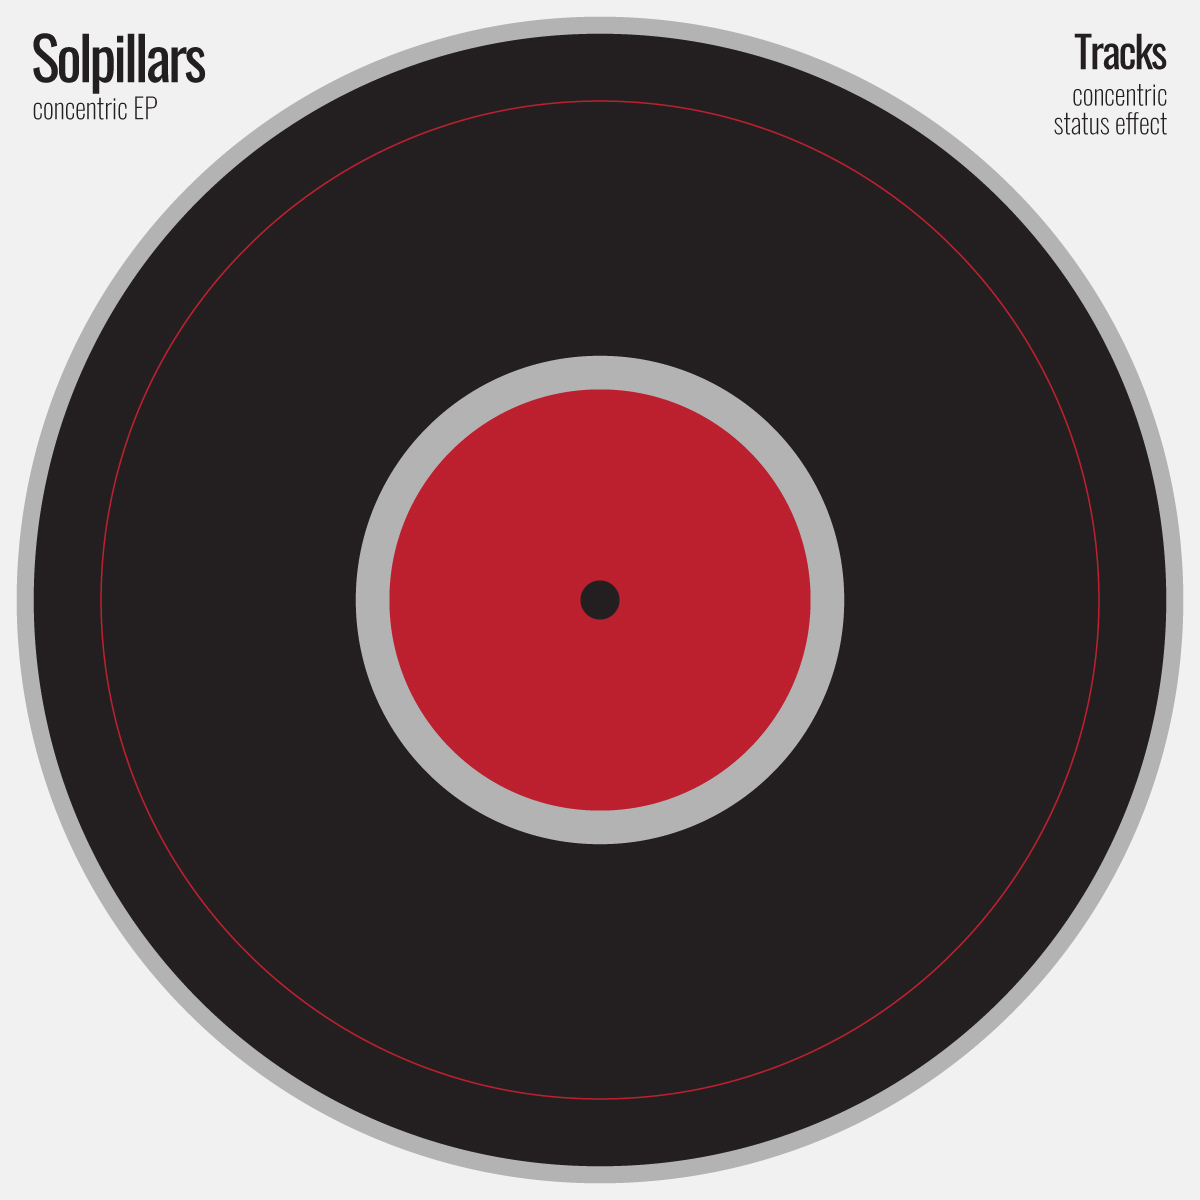 Solpillars
concentric EP
Tracks
concentric
status effect